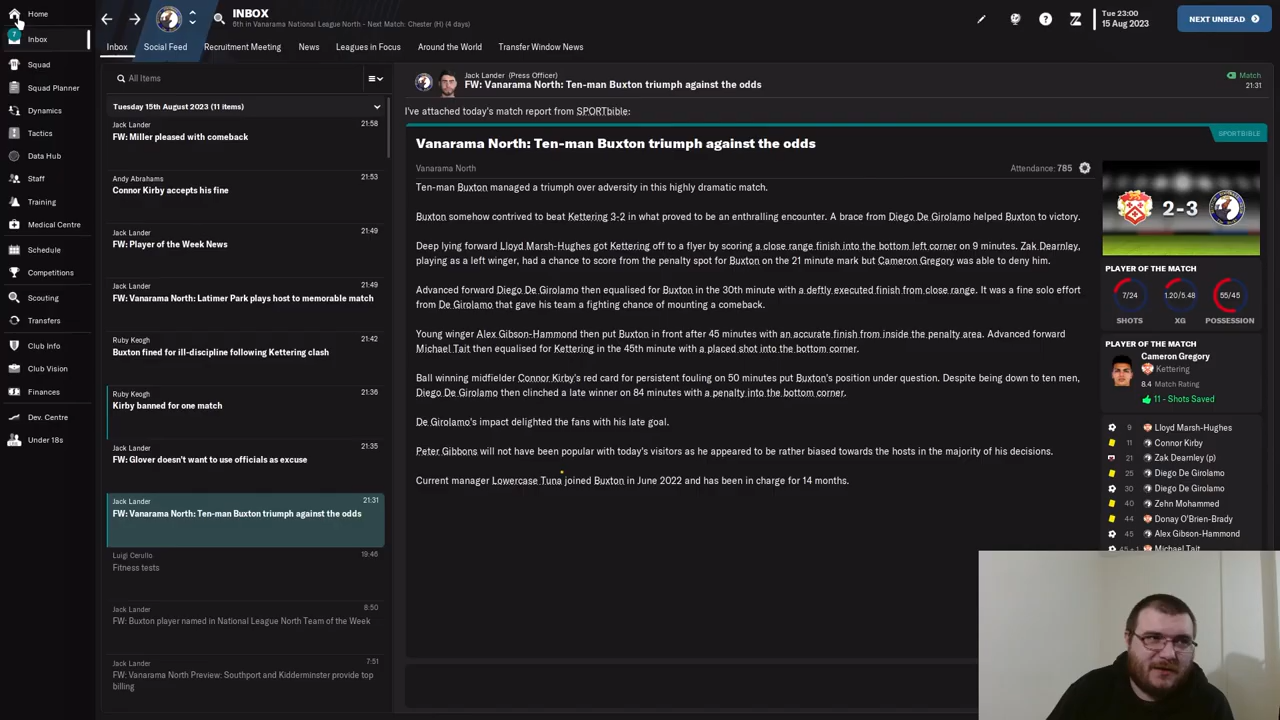 Home
Inbox
7
Squad
Squad Planner
Dynamics
Tactics
Data Hub
Staff
Training
Medical Centre
Schedule
Competitions
Scouting
Transfers
Club Info
Club Vision
Finances
Dev. Centre
Under 18s
INBOX
6th in Vanarama National League North - Next Match: Chester (H) (4 days)
Tue 23:00
15 Aug 2023
NEXT UNREAD
Inbox
Social Feed
Recruitment Meeting
News
Leagues in Focus
Around the World
Transfer Window News
All Items
Tuesday 15th August 2023 (11 items)
Jack Lander 21:58
FW: Miller pleased with comeback
Andy Abrahams 21:53
Connor Kirby accepts his fine
Jack Lander 21:49
FW: Player of the Week News
Jack Lander 21:49
FW: Vanarama North: Latimer Park plays host to memorable match
Ruby Keogh 21:42
Buxton fined for ill-discipline following Kettering clash
Ruby Keogh 21:36
Kirby banned for one match
Jack Lander 21:35
FW: Glover doesn't want to use officials as excuse
Jack Lander 21:31
FW: Vanarama North: Ten-man Buxton triumph against the odds
Luigi Cerullo 19:46
Fitness tests
Jack Lander 8:50
FW: Buxton player named in National League North Team of the Week
Jack Lander 7:51
FW: Vanarama North Preview: Southport and Kidderminster provide top
billing
Jack Lander (Press Officer)
FW: Vanarama North: Ten-man Buxton triumph against the odds
Match
21:31
I've attached today's match report from SPORTbible:
SPORTBIBLE
Vanarama North: Ten-man Buxton triumph against the odds
Vanarama North
Attendance: 785
Ten-man Buxton managed a triumph over adversity in this highly dramatic match.
Buxton somehow contrived to beat Kettering 3-2 in what proved to be an enthralling encounter. A brace from Diego De Girolamo helped Buxton to victory.
Deep lying forward Lloyd Marsh-Hughes got Kettering off to a flyer by scoring a close range finish into the bottom left corner on 9 minutes. Zak Dearnley,
playing as a left winger, had a chance to score from the penalty spot for Buxton on the 21 minute mark but Cameron Gregory was able to deny him.
Advanced forward Diego De Girolamo then equalised for Buxton in the 30th minute with a deftly executed finish from close range. It was a fine solo effort
from De Girolamo that gave his team a fighting chance of mounting a comeback.
Young winger Alex Gibson-Hammond then put Buxton in front after 45 minutes with an accurate finish from inside the penalty area. Advanced forward
Michael Tait then equalised for Kettering in the 45th minute with a placed shot into the bottom corner.
Ball winning midfielder Connor Kirby's red card for persistent fouling on 50 minutes put Buxton's position under question. Despite being down to ten men,
Diego De Girolamo then clinched a late winner on 84 minutes with a penalty into the bottom corner.
De Girolamo's impact delighted the fans with his late goal.
Peter Gibbons will not have been popular with today's visitors as he appeared to be rather biased towards the hosts in the majority of his decisions.
Current manager Lowercase Tuna joined Buxton in June 2022 and has been in charge for 14 months.
2-3
PLAYER OF THE MATCH
7/24 1.20/5.48 55/45
SHOTS XG POSSESSION
PLAYER OF THE MATCH
Cameron Gregory
Kettering
8.4 Match Rating
11 - Shots Saved
9 Lloyd Marsh-Hughes
11 Connor Kirby
21 Zak Dearnley (p)
25 Diego De Girolamo
30 Diego De Girolamo
40 Zehn Mohammed
44 Donay O'Brien-Brady
45 Alex Gibson-Hammond
Michael Tait